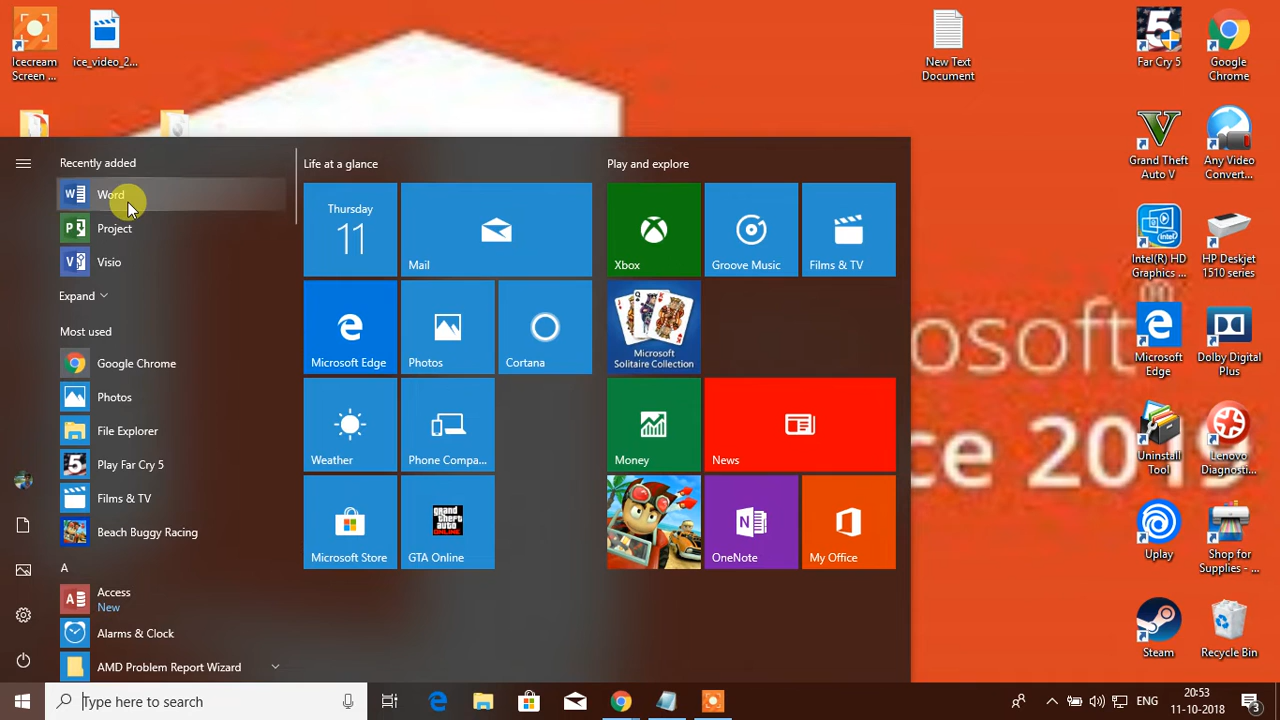 Icecream
Screen ...
ice_video_2...
New Text
Document
Far Cry 5
Google
Chrome
Grand Theft
Auto V
Any Video
Convert...
Intel(R) HD
Graphics ...
HP Deskjet
1510 series
Microsoft
Edge
Dolby Digital
Plus
Uninstall
Tool
Lenovo
Diagnosti...
Uplay
Shop for
Supplies - ...
Steam
Recycle Bin
Recently added
Word
Project
Visio
Expand
Most used
Google Chrome
Photos
File Explorer
Play Far Cry 5
Films & TV
Beach Buggy Racing
A
Access
New
Alarms & Clock
AMD Problem Report Wizard
Life at a glance
Thursday
11
Mail
Microsoft Edge
Photos
Cortana
Weather
Phone Compa...
Microsoft Store
grand theft auto ONLINE
GTA Online
Play and explore
Xbox
Groove Music
Films & TV
Microsoft
Solitaire Collection
Money
News
OneNote
My Office
osoft
ce 2019
Type here to search
ENG
20:53
11-10-2018
3